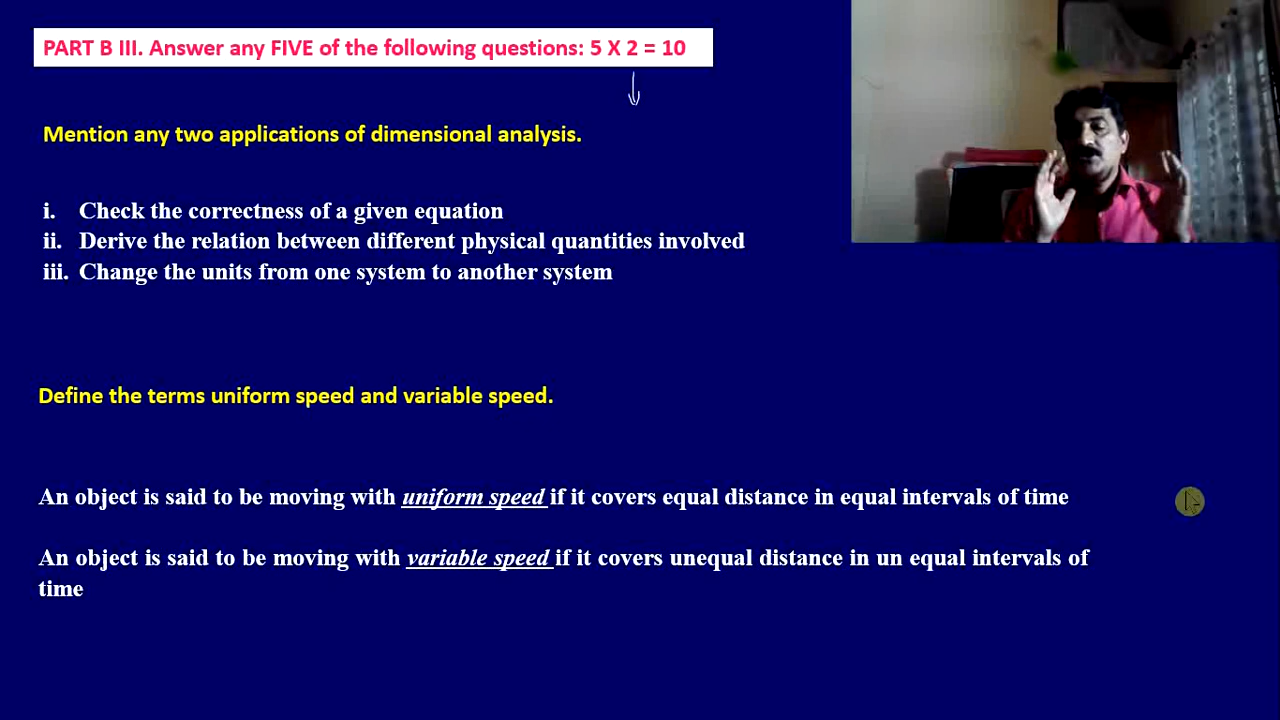 PART B III. Answer any FIVE of the following questions: 5 X 2 = 10
Mention any two applications of dimensional analysis.
i. Check the correctness of a given equation
ii. Derive the relation between different physical quantities involved
iii. Change the units from one system to another system
Define the terms uniform speed and variable speed.
An object is said to be moving with uniform speed if it covers equal distance in equal intervals of time
An object is said to be moving with variable speed if it covers unequal distance in un equal intervals of
time